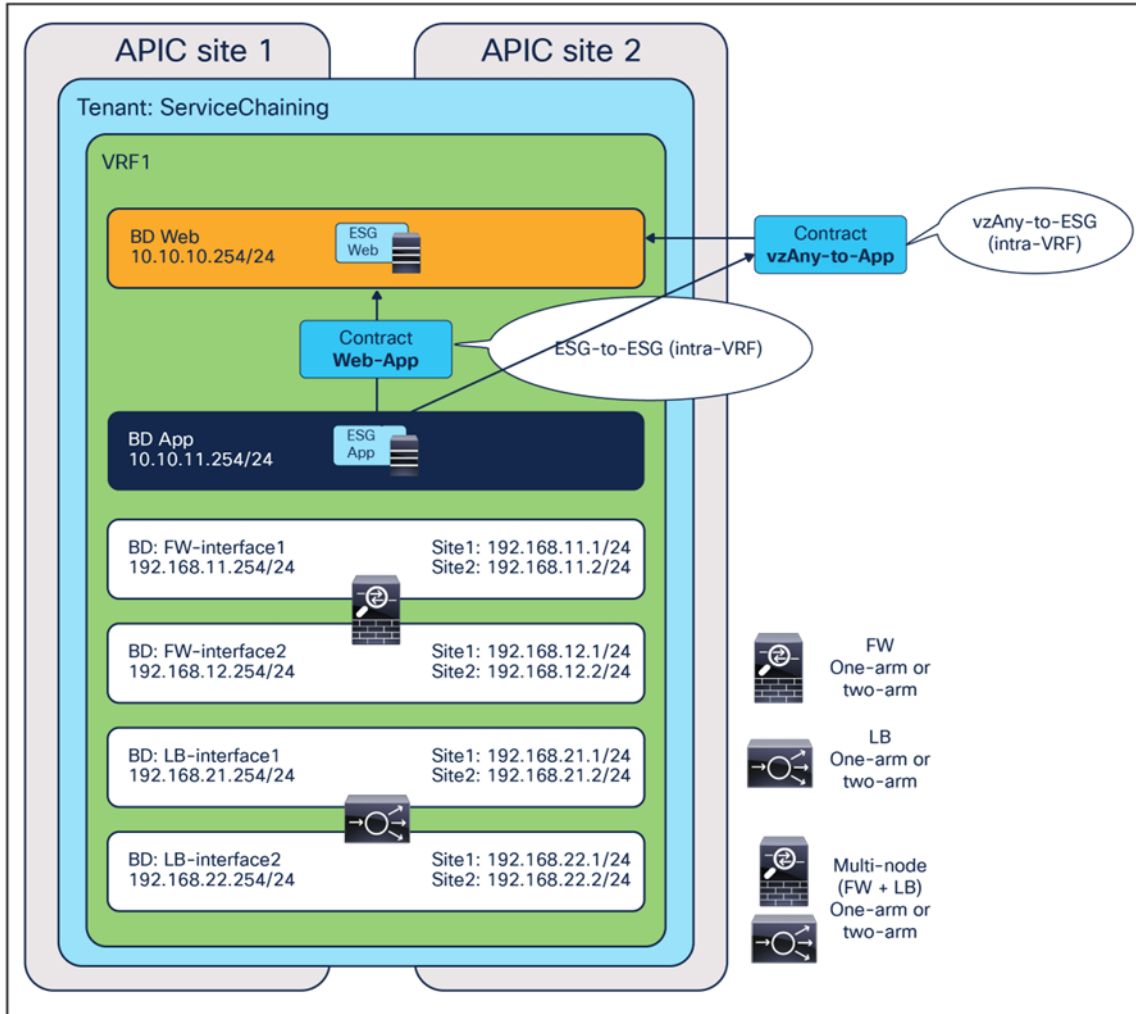 APIC site 1
APIC site 2
Tenant: ServiceChaining
VRF1
BD Web
10.10.10.254/24
ESG
Web
Contract
vzAny-to-App
vzAny-to-ESG
(intra-VRF)
Contract
Web-App
ESG-to-ESG (intra-VRF)
BD App
10.10.11.254/24
ESG
App
BD: FW-interface1
192.168.11.254/24
Site1: 192.168.11.1/24
Site2: 192.168.11.2/24
BD: FW-interface2
192.168.12.254/24
Site1: 192.168.12.1/24
Site2: 192.168.12.2/24
BD: LB-interface1
192.168.21.254/24
Site1: 192.168.21.1/24
Site2: 192.168.21.2/24
BD: LB-interface2
192.168.22.254/24
Site1: 192.168.22.1/24
Site2: 192.168.22.2/24
FW
One-arm or
two-arm
LB
One-arm or
two-arm
Multi-node
(FW + LB)
One-arm or
two-arm